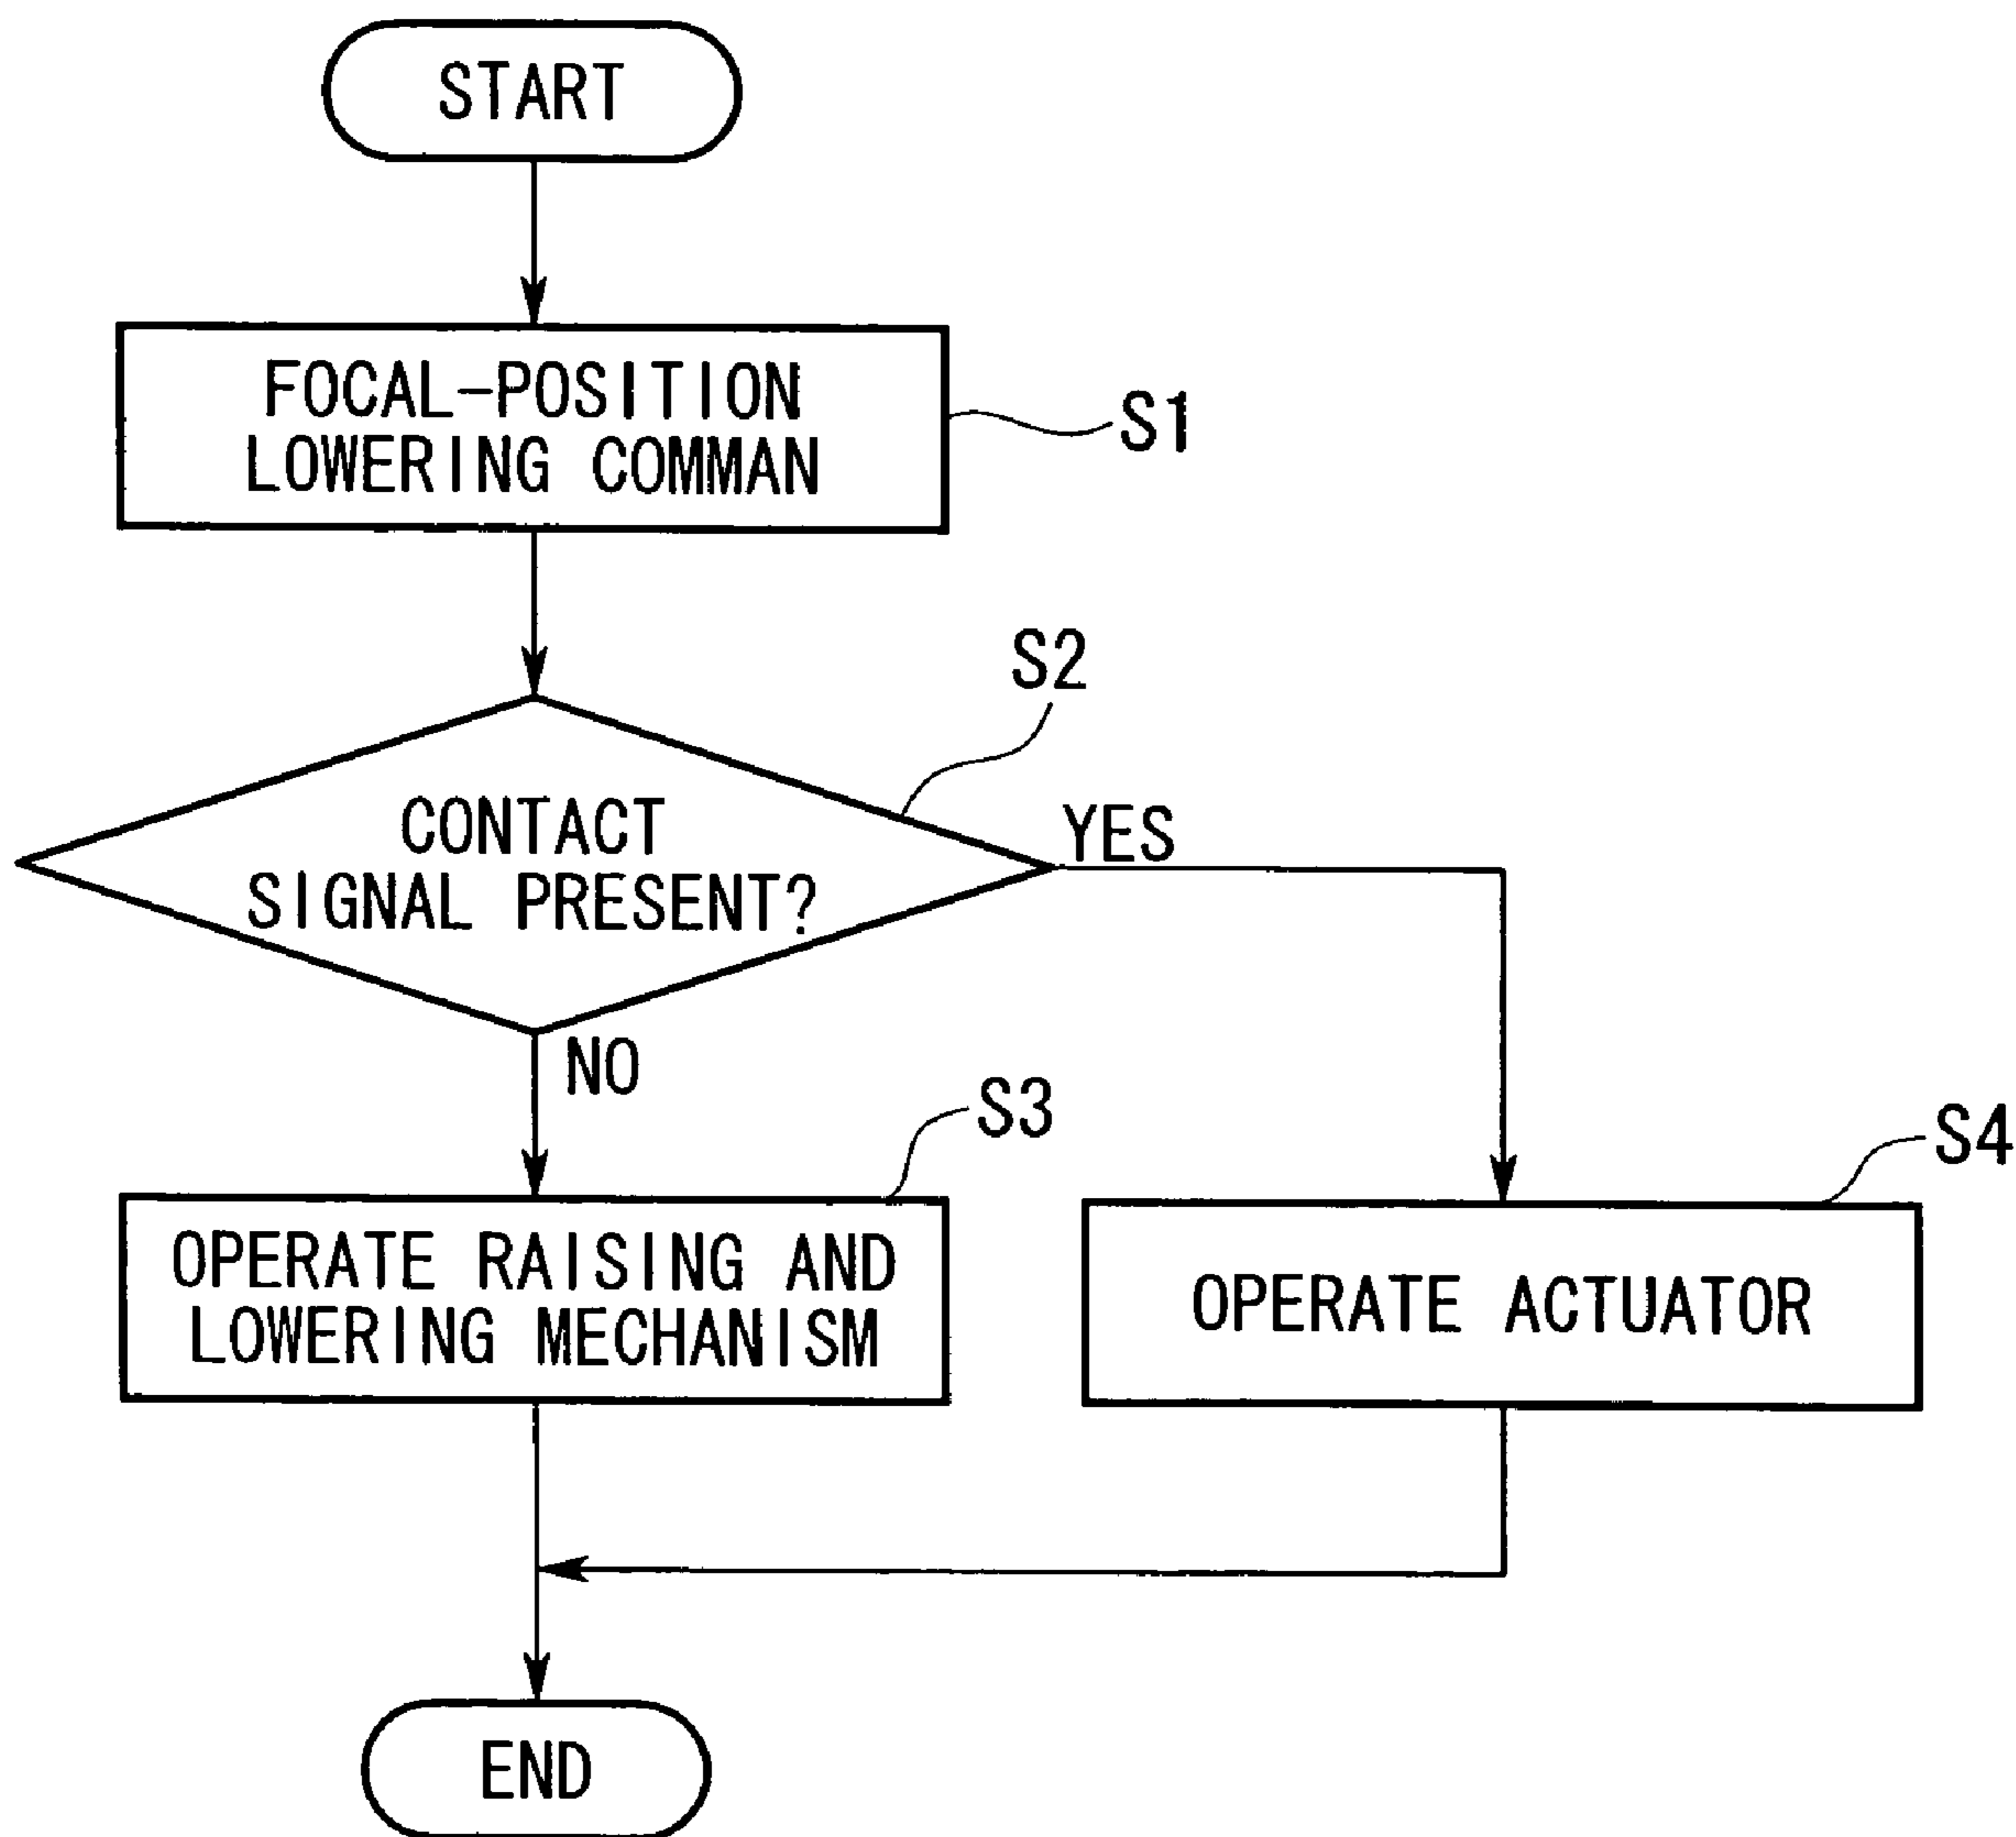 START
FOCAL-POSITION
LOWERING COMMAN
S1
S2
CONTACT
SIGNAL PRESENT?
YES
NO
S3
OPERATE RAISING AND
LOWERING MECHANISM
S4
OPERATE ACTUATOR
END